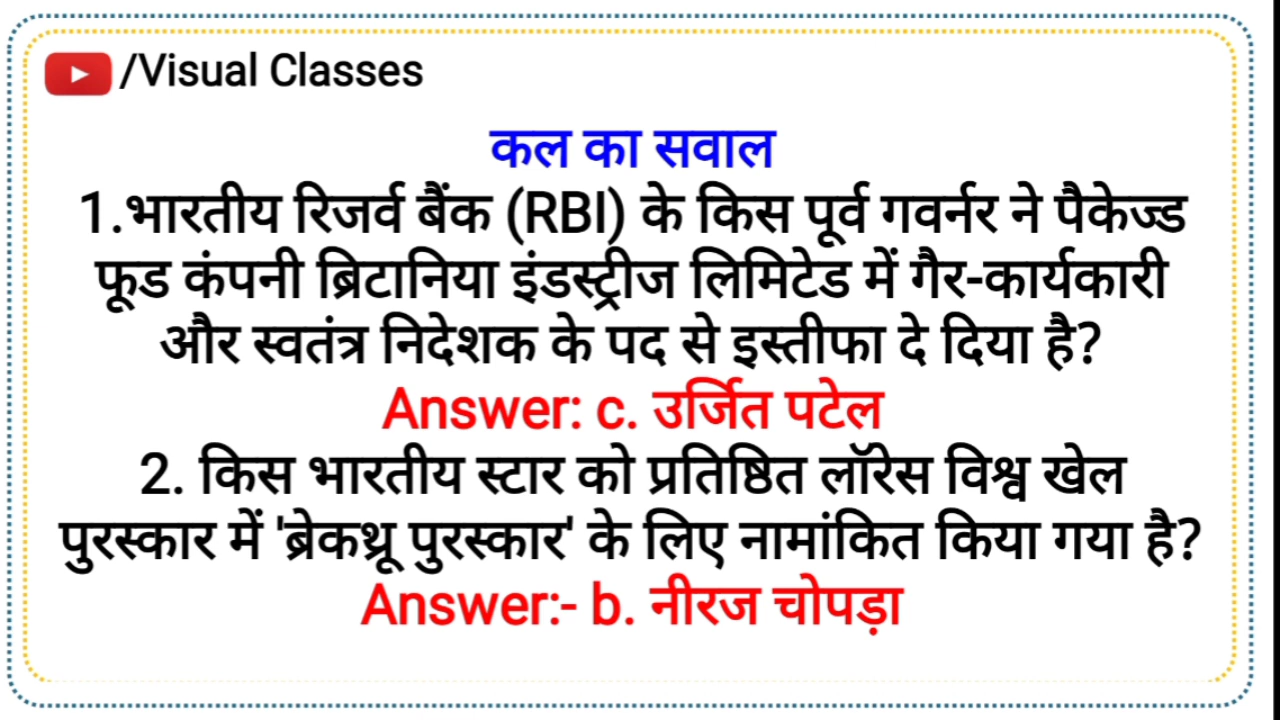 /Visual Classes
कल का सवाल
1.भारतीय रिजर्व बैंक (RBI) के किस पूर्व गवर्नर ने पैकेज्ड
फूड कंपनी ब्रिटानिया इंडस्ट्रीज लिमिटेड में गैर-कार्यकारी
और स्वतंत्र निदेशक के पद से इस्तीफा दे दिया है?
Answer: c. उर्जित पटेल
2. किस भारतीय स्टार को प्रतिष्ठित लॉरेस विश्व खेल
पुरस्कार में 'ब्रेकथ्रू पुरस्कार' के लिए नामांकित किया गया है?
Answer:- b. नीरज चोपड़ा